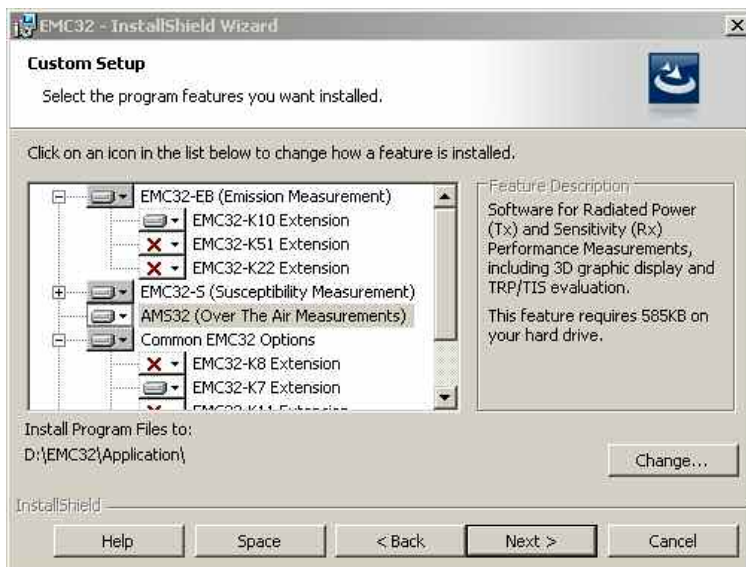 EMC32 - InstallShield Wizard
Custom Setup
Select the program features you want installed.
Click on an icon in the list below to change how a feature is installed.
EMC32-EB (Emission Measurement)
EMC32-K10 Extension
EMC32-K51 Extension
EMC32-K22 Extension
EMC32-S (Susceptibility Measurement)
AMS32 (Over The Air Measurements)
Common EMC32 Options
EMC32-K8 Extension
EMC32-K7 Extension
EMC32-K11 Extension
Feature Description
Software for Radiated Power
(Tx) and Sensitivity (Rx)
Performance Measurements,
including 3D graphic display and
TRP/TIS evaluation.
This feature requires 585KB on
your hard drive.
Install Program Files to:
D:\EMC32\Application\
Change...
InstallShield
Help
Space
< Back
Next >
Cancel